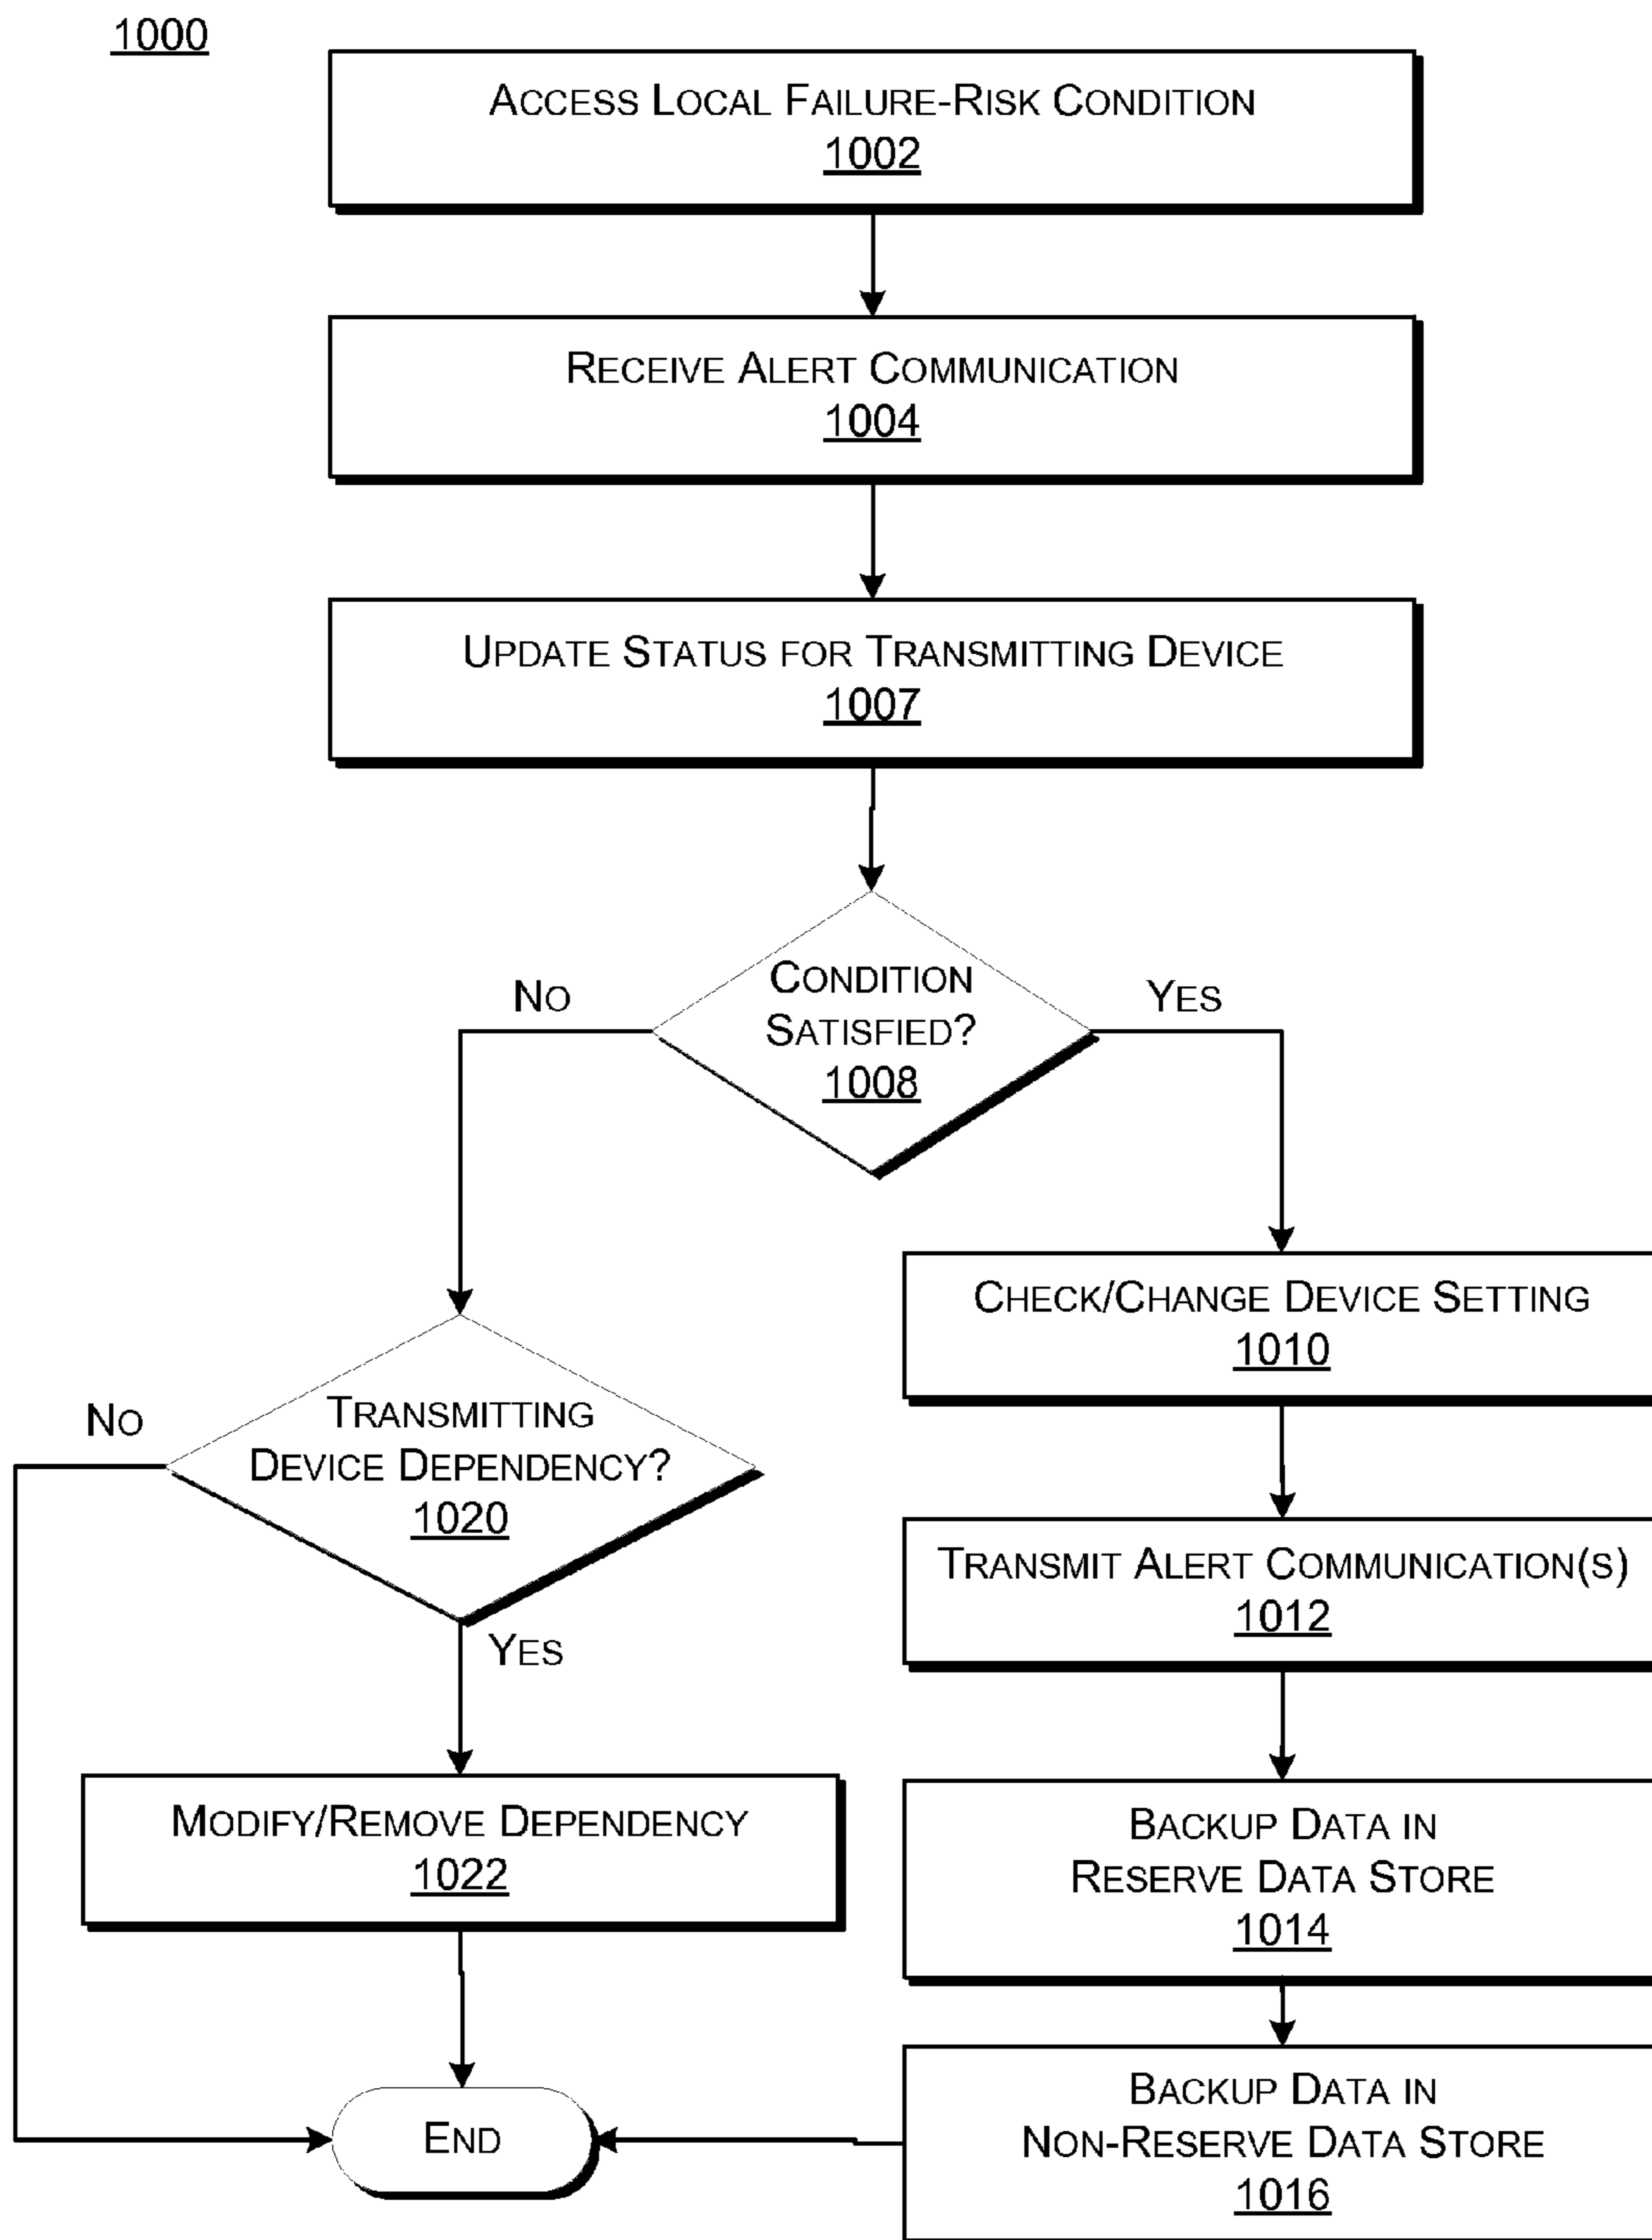 1000
ACCESS LOCAL FAILURE-RISK CONDITION
1002
RECEIVE ALERT COMMUNICATION
1004
UPDATE STATUS FOR TRANSMITTING DEVICE
1007
CONDITION
SATISFIED?
1008
NO
YES
CHECK/CHANGE DEVICE SETTING
1010
TRANSMITTING
DEVICE DEPENDENCY?
1020
NO
YES
TRANSMIT ALERT COMMUNICATION(S)
1012
MODIFY/REMOVE DEPENDENCY
1022
BACKUP DATA IN
RESERVE DATA STORE
1014
BACKUP DATA IN
NON-RESERVE DATA STORE
1016
END